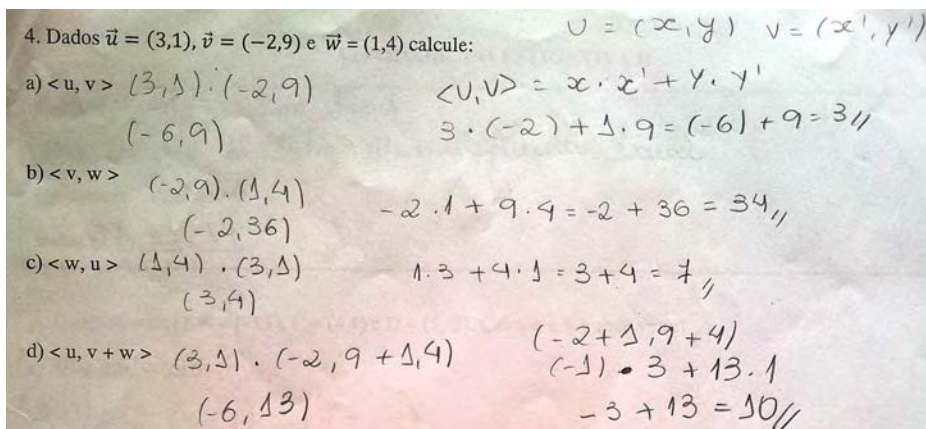 4. Dados u⃗ = (3,1), v⃗ = (-2,9) e w⃗ = (1,4) calcule:
U = (x,y) V = (x',y')
a) < u, v > (3,1).(-2,9)
<U,V> = x.x' + y.y'
(-6,9)
3.(-2)+1.9=(-6)+9=3//
b) < v, w >
(-2,9).(1,4)
-2.1 + 9.4 = -2 + 36 = 34//
(-2,36)
c) < w, u > (1,4) . (3,1)
1.3 + 4.1 = 3+4 = 7//
(3,4)
(-2+1,9+4)
d) < u, v + w > (3,1) . (-2,9+1,4)
(-1) • 3 + 13.1
(-6,13)
-3 + 13 = 10//